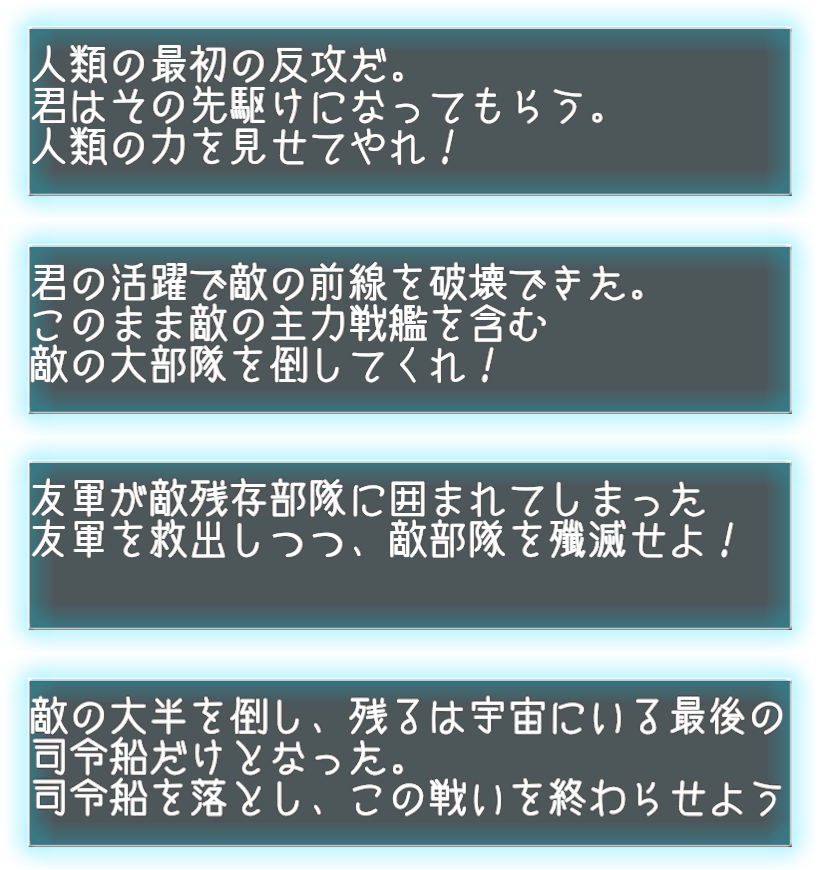 人類の最初の反攻だ。
君はその先駆けになってもらう。
人類の力を見せてやれ！
君の活躍で敵の前線を破壊できた。
このまま敵の主力戦艦を含む
敵の大部隊を倒してくれ！
友軍が敵残存部隊に囲まれてしまった
友軍を救出しつつ、敵部隊を殲滅せよ！
敵の大半を倒し、残るは宇宙にいる最後の
司令船だけとなった。
司令船を落とし、この戦いを終わらせよう